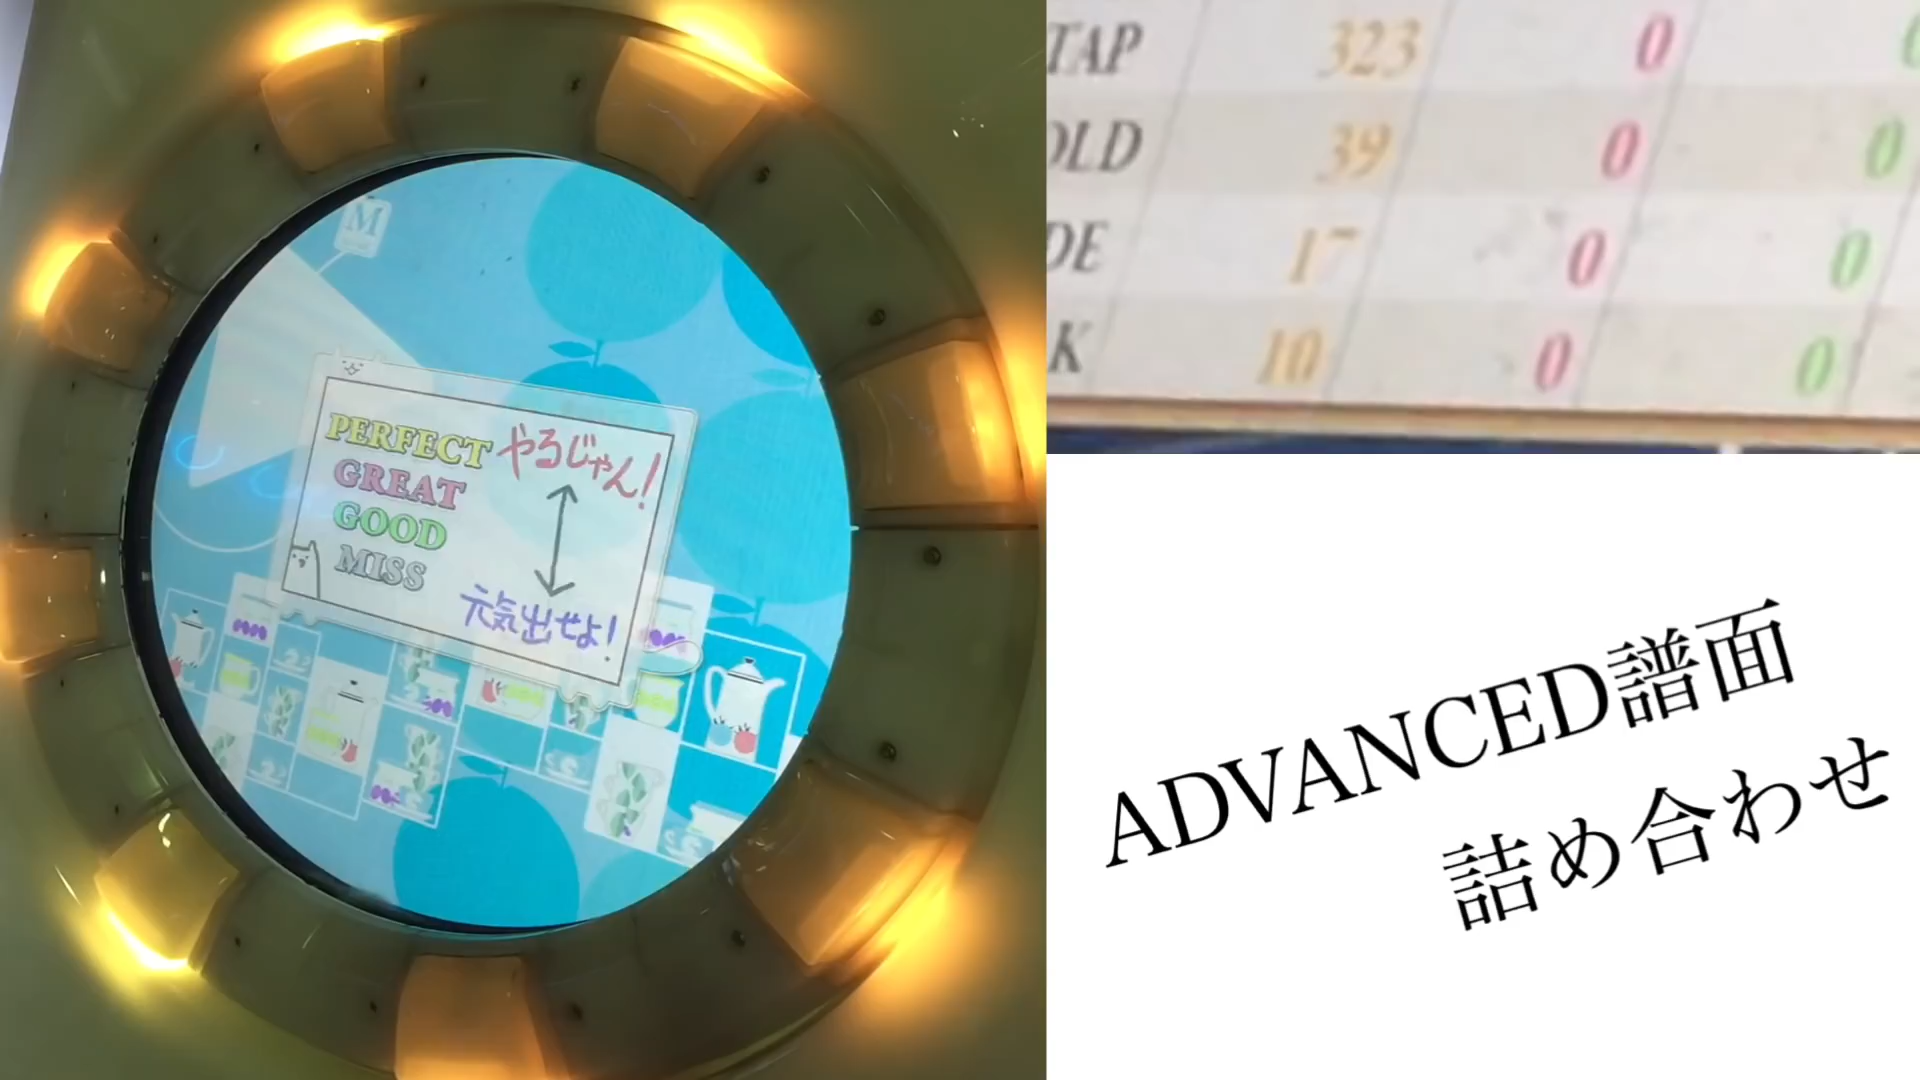 M
PERFECT やるじゃん!
GREAT
GOOD
MISS
元気出せよ!
TAP 323 0 0
OLD 39 0 0
DE 17 0 0
K 10 0 0
ADVANCED譜面
詰め合わせ